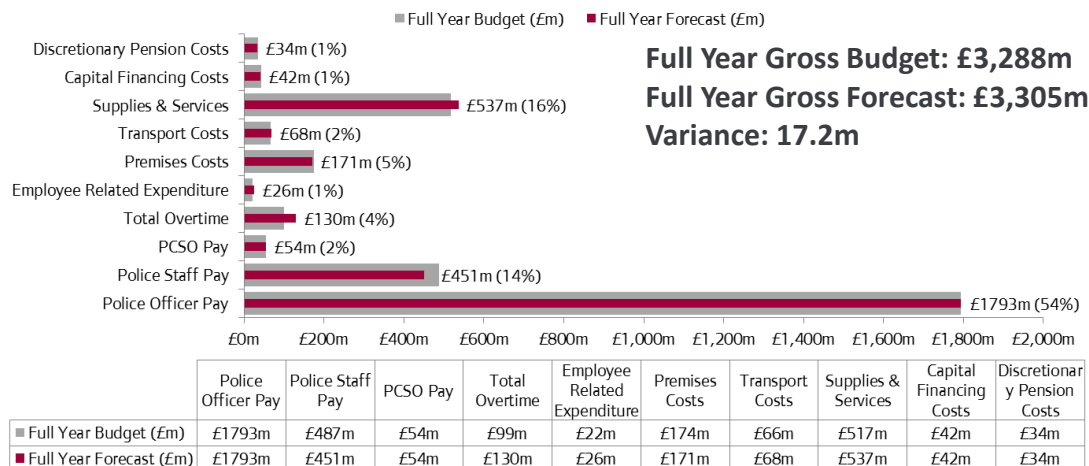 Full Year Budget (£m) Full Year Forecast (£m)
Full Year Gross Budget: £3,288m
Full Year Gross Forecast: £3,305m
Variance: 17.2m
Discretionary Pension Costs £34m (1%)
Capital Financing Costs £42m (1%)
Supplies & Services £537m (16%)
Transport Costs £68m (2%)
Premises Costs £171m (5%)
Employee Related Expenditure £26m (1%)
Total Overtime £130m (4%)
PCSO Pay £54m (2%)
Police Staff Pay £451m (14%)
Police Officer Pay £1793m (54%)
£0m £200m £400m £600m £800m £1,000m £1,200m £1,400m £1,600m £1,800m £2,000m
Police Officer Pay Police Staff Pay PCSO Pay Total Overtime Employee Related Expenditure Premises Costs Transport Costs Supplies & Services Capital Financing Costs Discretionar y Pension Costs
Full Year Budget (£m) £1793m £487m £54m £99m £22m £174m £66m £517m £42m £34m
Full Year Forecast (£m) £1793m £451m £54m £130m £26m £171m £68m £537m £42m £34m